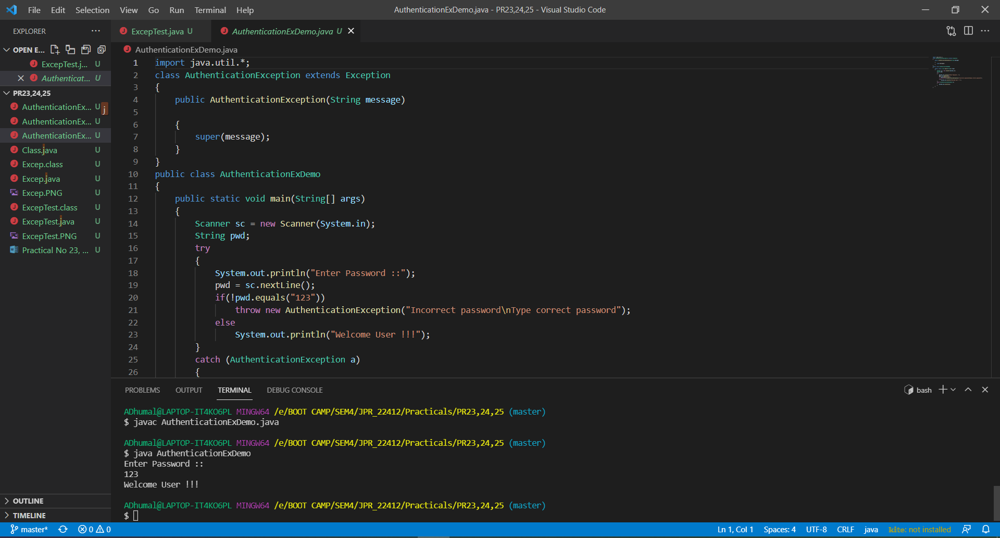 File Edit Selection View Go Run Terminal Help
AuthenticationExDemo.java - PR23,24,25 - Visual Studio Code
EXPLORER
OPEN E...
ExcepTest.j... U
Authenticat... U
PR23,24,25
AuthenticationEx... U
j
AuthenticationEx... U
AuthenticationEx... U
Class.java U
Excep.class U
Excep.java U
Excep.PNG U
ExcepTest.class U
ExcepTest.java U
ExcepTest.PNG U
Practical No 23, ... U
OUTLINE
TIMELINE
ExcepTest.java U
AuthenticationExDemo.java U
AuthenticationExDemo.java
1 import java.util.*;
2 class AuthenticationException extends Exception
3 {
4 public AuthenticationException(String message)
5
6 {
7 super(message);
8 }
9 }
10 public class AuthenticationExDemo
11 {
12 public static void main(String[] args)
13 {
14 Scanner sc = new Scanner(System.in);
15 String pwd;
16 try
17 {
18 System.out.println("Enter Password ::");
19 pwd = sc.nextLine();
20 if(!pwd.equals("123"))
21 throw new AuthenticationException("Incorrect password\nType correct password");
22 else
23 System.out.println("Welcome User !!!");
24 }
25 catch (AuthenticationException a)
26 {
PROBLEMS OUTPUT TERMINAL DEBUG CONSOLE
bash
ADhumal@LAPTOP-IT4KO6PL MINGW64 /e/BOOT CAMP/SEM4/JPR_22412/Practicals/PR23,24,25 (master)
$ javac AuthenticationExDemo.java
ADhumal@LAPTOP-IT4KO6PL MINGW64 /e/BOOT CAMP/SEM4/JPR_22412/Practicals/PR23,24,25 (master)
$ java AuthenticationExDemo
Enter Password ::
123
Welcome User !!!
ADhumal@LAPTOP-IT4KO6PL MINGW64 /e/BOOT CAMP/SEM4/JPR_22412/Practicals/PR23,24,25 (master)
$
master* 0 0
Ln 1, Col 1 Spaces: 4 UTF-8 CRLF java kite: not installed